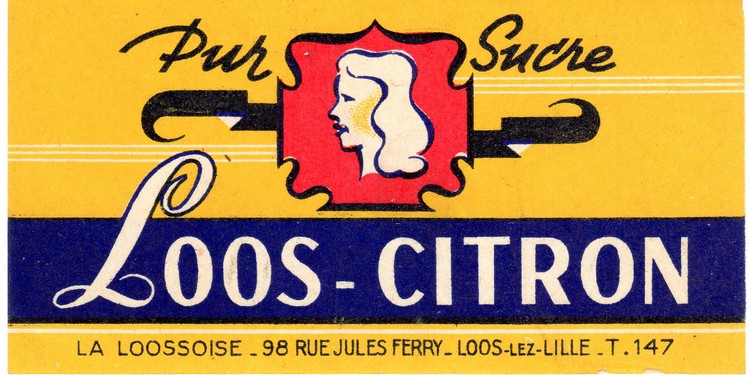 Pur Sucre
LOOS - CITRON
LA LOOSSOISE - 98 RUE JULES FERRY - LOOS-LEZ-LILLE - T. 147